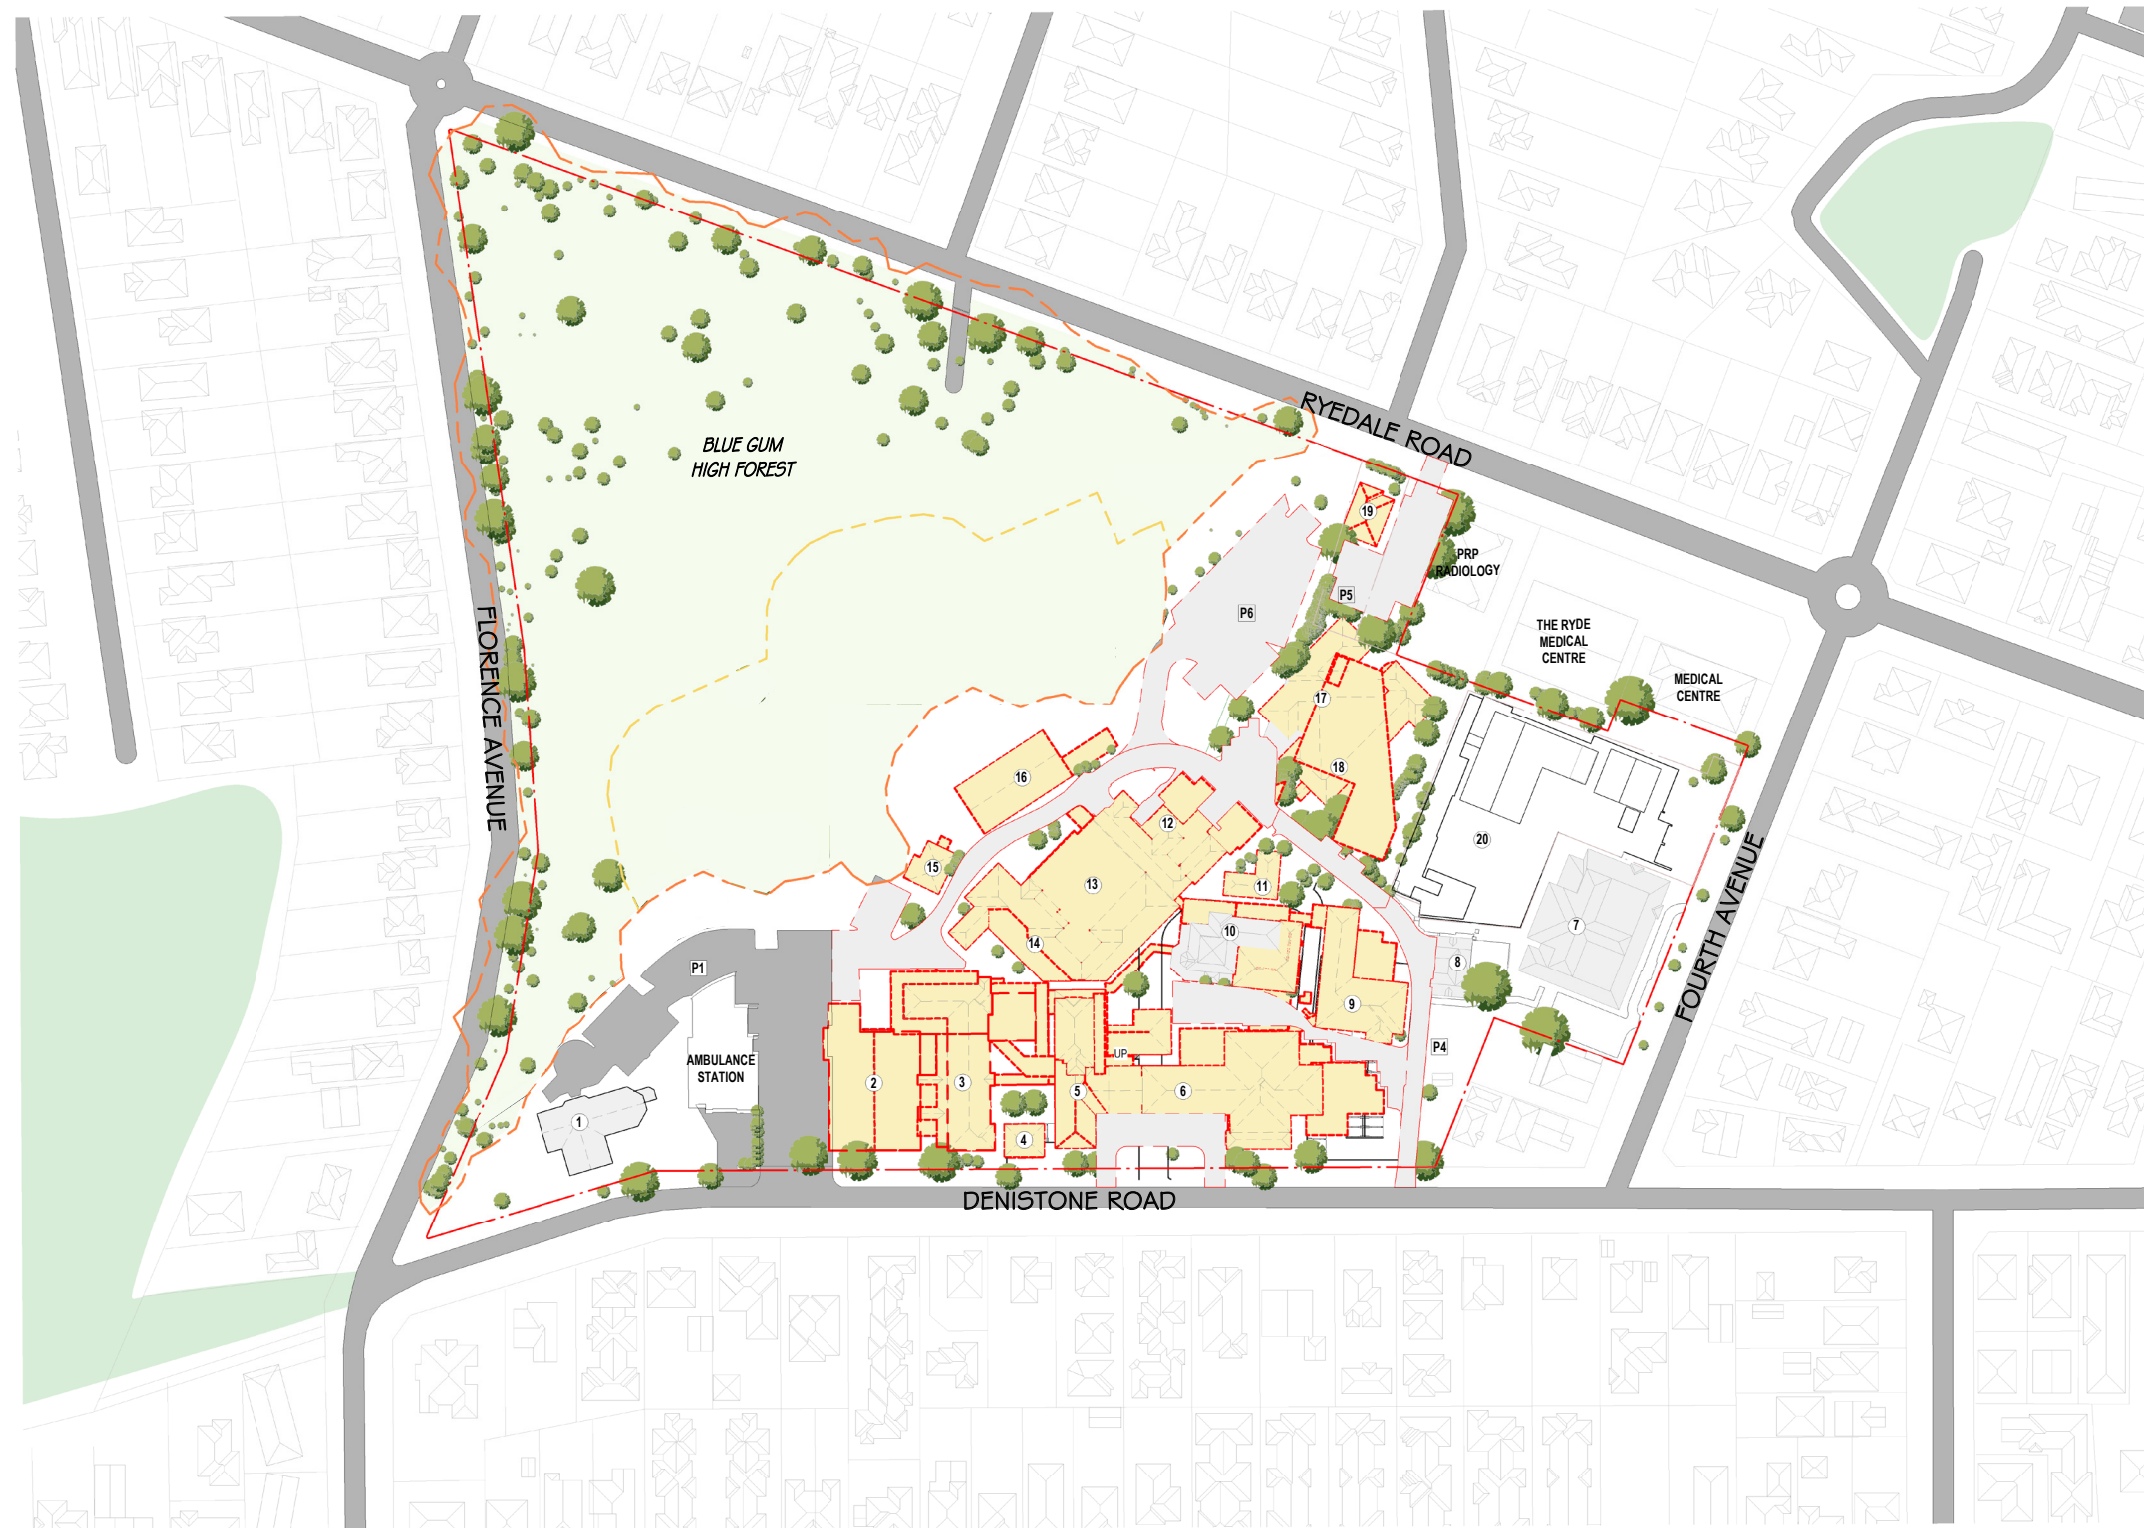 RYEDALE ROAD
BLUE GUM
HIGH FOREST
19
PRP
RADIOLOGY
P5
P6
THE RYDE
MEDICAL
CENTRE
MEDICAL
CENTRE
FLORENCE AVENUE
17
18
16
12
20
15
13
11
14
10
7
FOURTH AVENUE
8
P1
9
AMBULANCE
STATION
UP
P4
2
3
5
6
1
4
DENISTONE ROAD